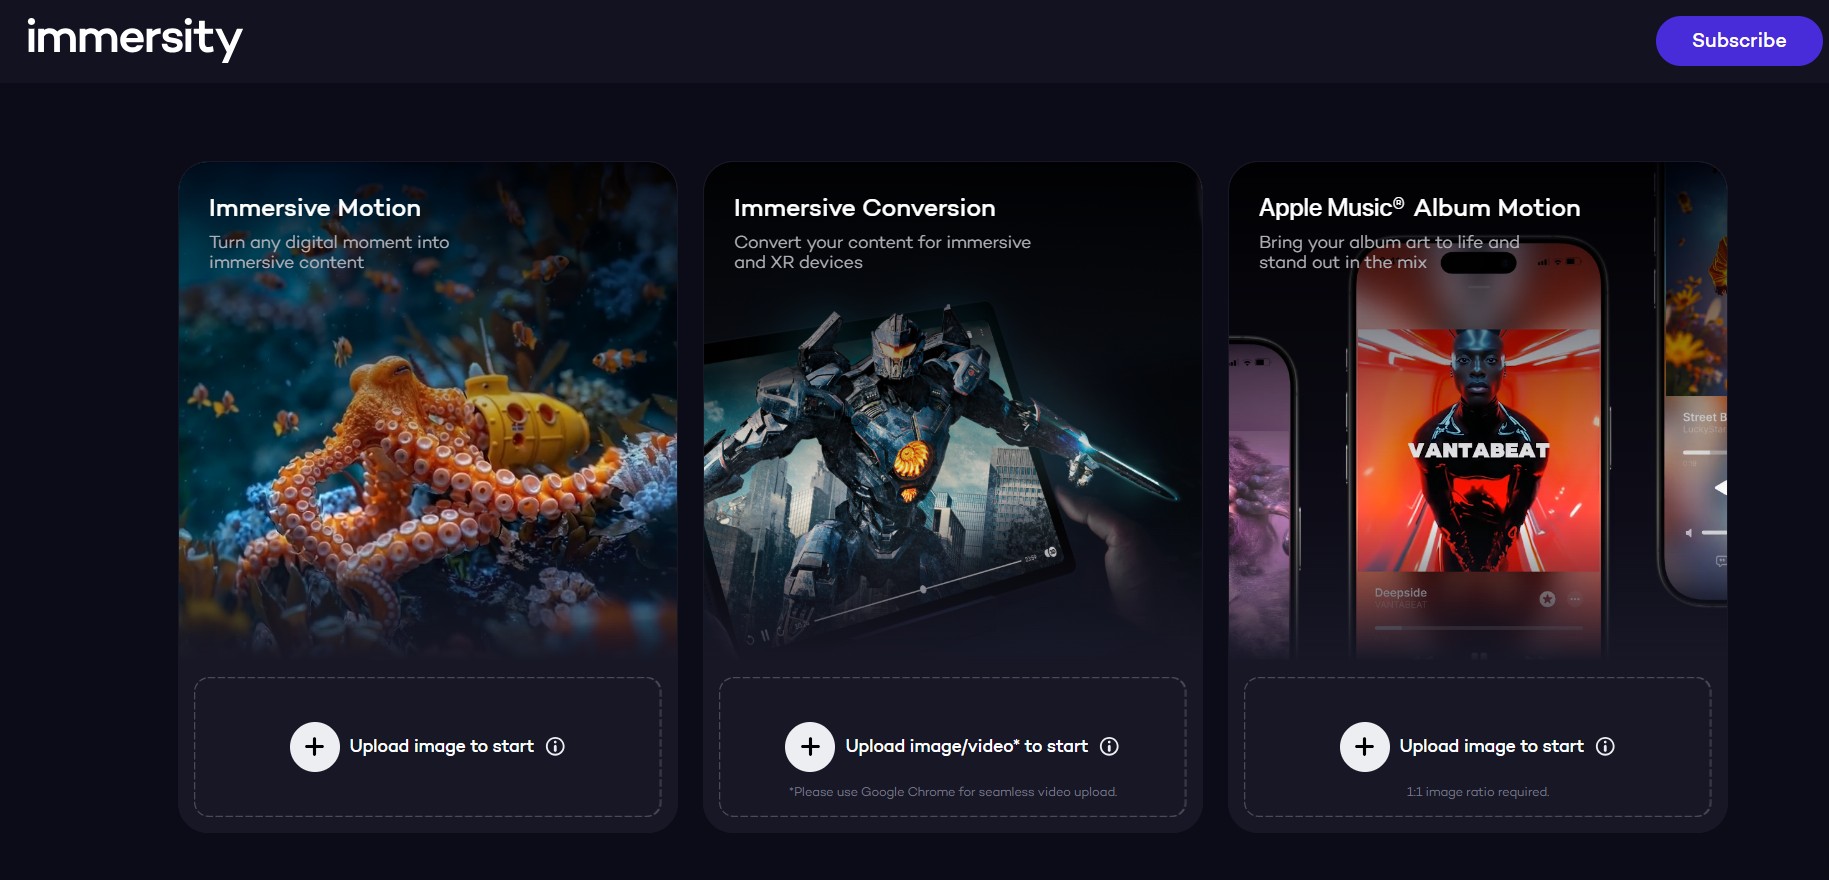 immersity
Subscribe
Immersive Motion
Turn any digital moment into
immersive content
Upload image to start
Immersive Conversion
Convert your content for immersive
and XR devices
Upload image/video* to start
*Please use Google Chrome for seamless video upload.
Apple Music® Album Motion
Bring your album art to life and
stand out in the mix
VANTABEAT
Deepside
VANTABEAT
Street B
LuckyStar
Upload image to start
1:1 image ratio required.